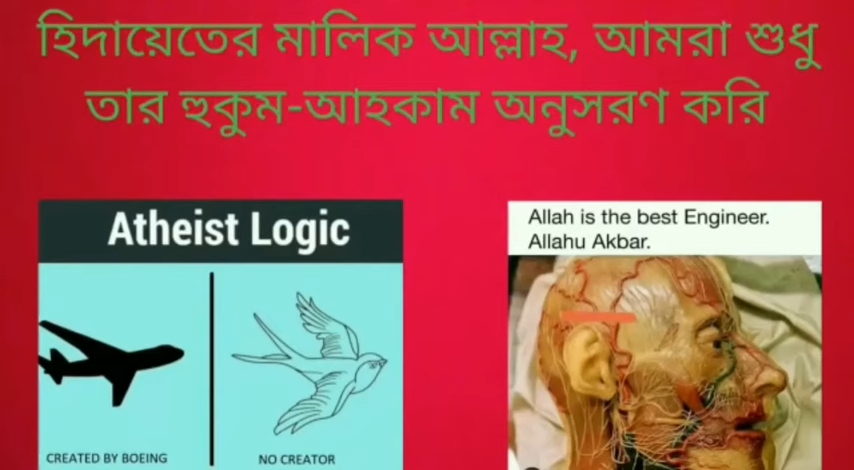 হিদায়েতের মালিক আল্লাহ, আমরা শুধু
তার হুকুম-আহকাম অনুসরণ করি
Atheist Logic
CREATED BY BOEING
NO CREATOR
Allah is the best Engineer.
Allahu Akbar.